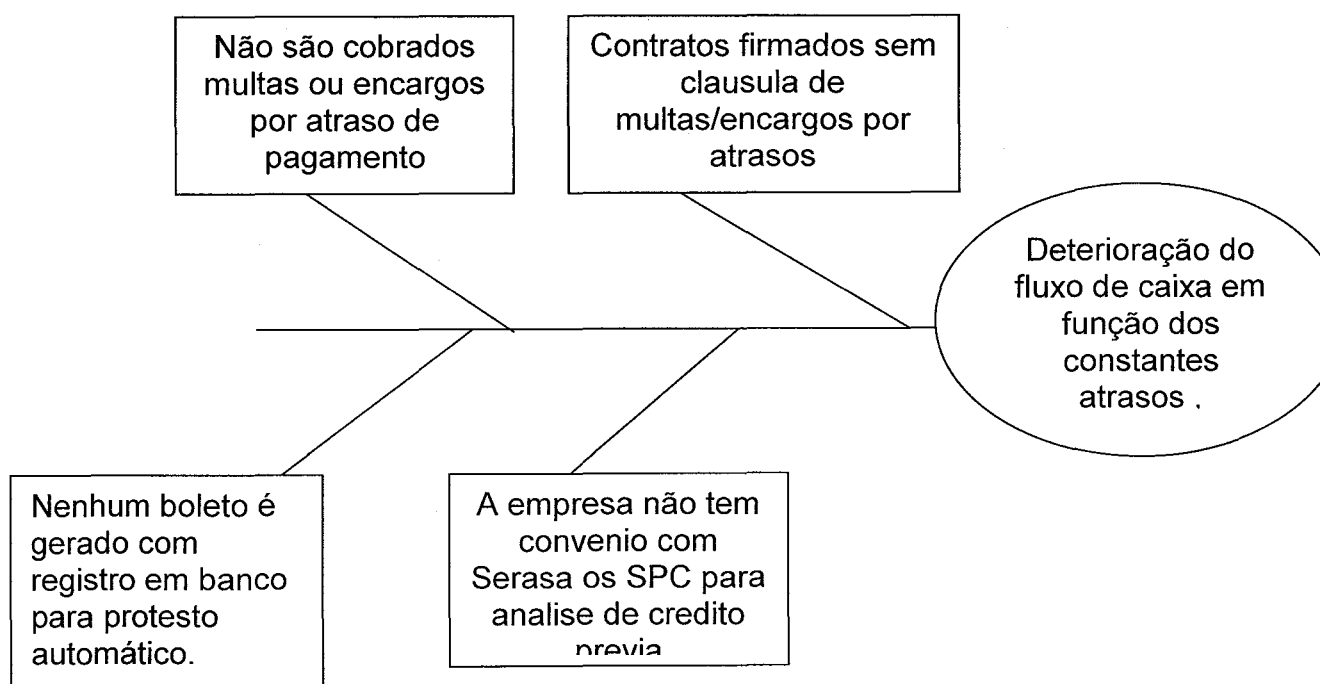 Não são cobrados
multas ou encargos
por atraso de
pagamento
Contratos firmados sem
clausula de
multas/encargos por
atrasos
Deterioração do
fluxo de caixa em
função dos
constantes
atrasos .
Nenhum boleto é
gerado com
registro em banco
para protesto
automático.
A empresa não tem
convenio com
Serasa os SPC para
analise de credito
previa